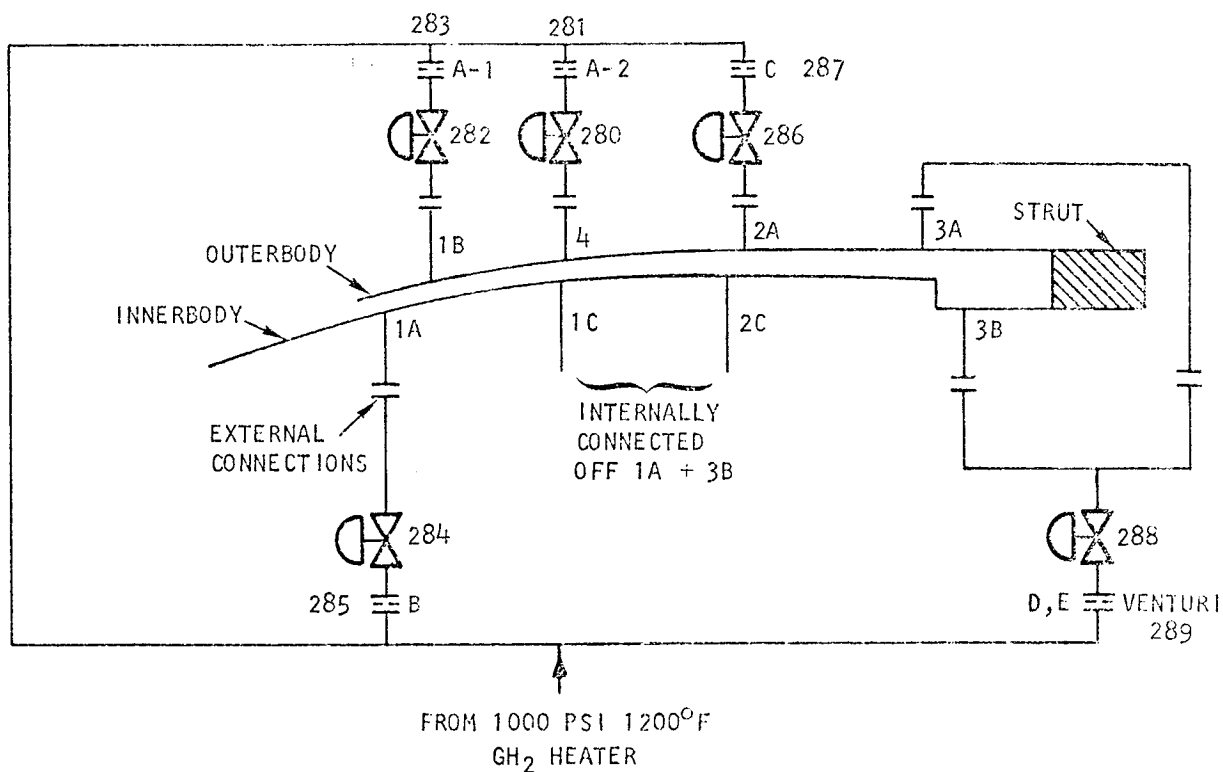 283 281
A-1 A-2 C 287
282 280 286
STRUT
3A
1B 4 2A
OUTERBODY
INNERBODY
1A 1C 2C 3B
INTERNALLY
CONNECTED
OFF 1A + 3B
EXTERNAL
CONNECTIONS
284 288
285 B D,E VENTURI
289
FROM 1000 PSI 1200°F
GH₂ HEATER